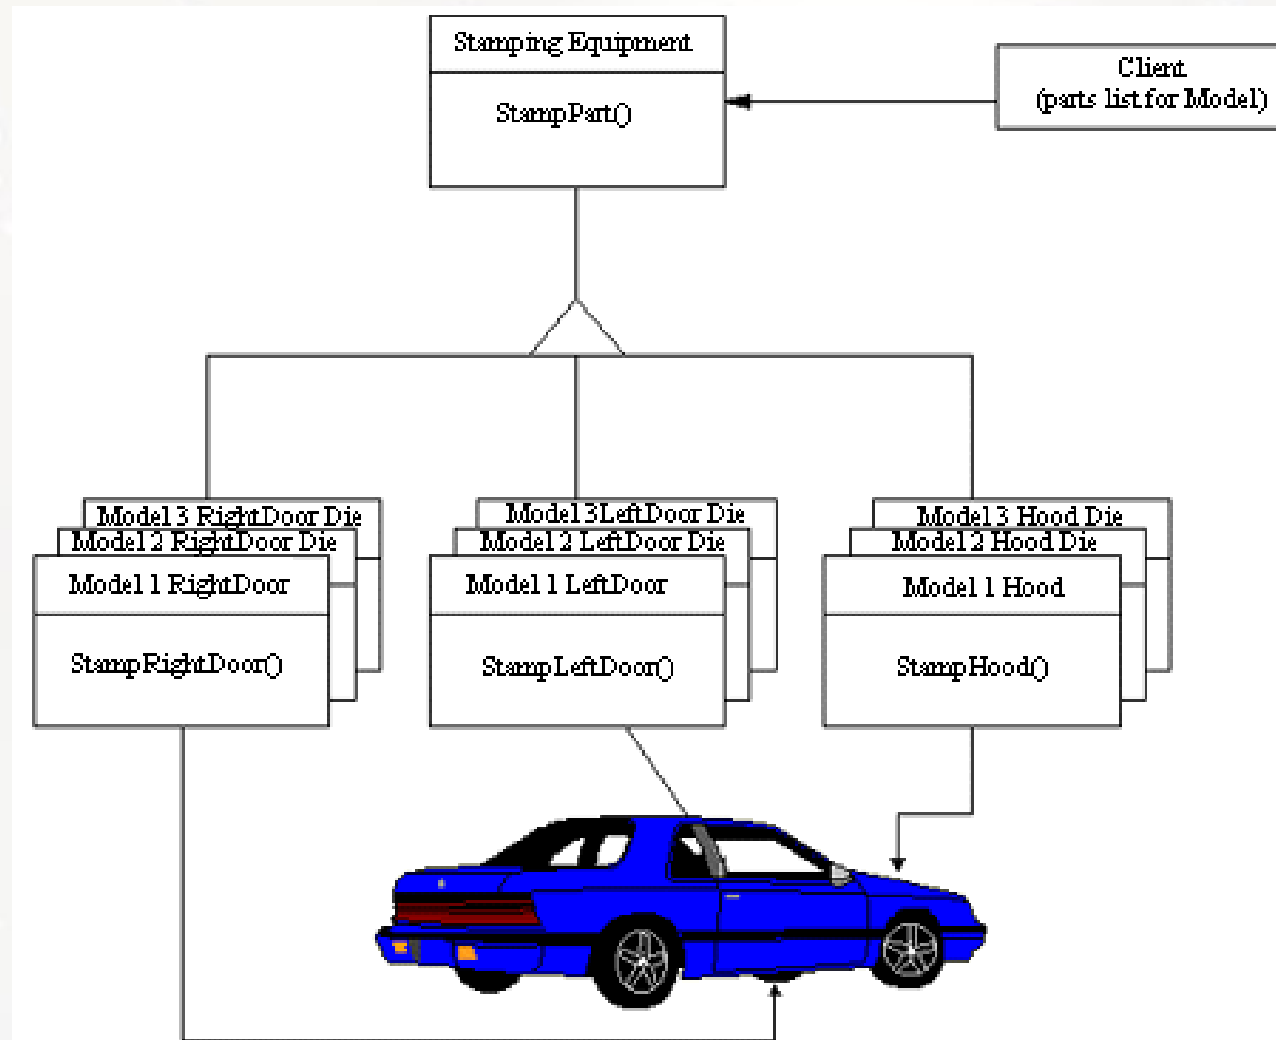 Stamping Equipment
StampPart()
Client
(parts list for Model)
Model 3 RightDoor Die
Model 2 RightDoor Die
Model 1 RightDoor
StampRightDoor()
Model 3 LeftDoor Die
Model 2 LeftDoor Die
Model 1 LeftDoor
StampLeftDoor()
Model 3 Hood Die
Model 2 Hood Die
Model 1 Hood
StampHood()